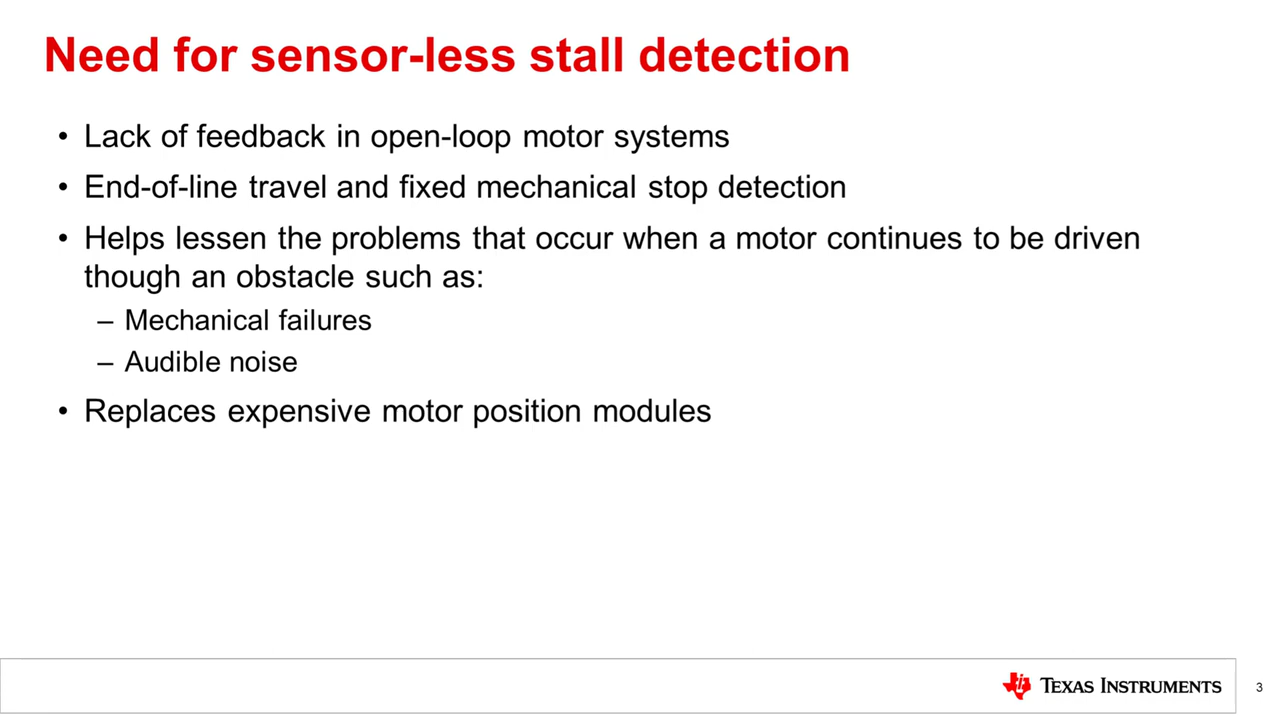 Need for sensor-less stall detection
• Lack of feedback in open-loop motor systems
• End-of-line travel and fixed mechanical stop detection
• Helps lessen the problems that occur when a motor continues to be driven
though an obstacle such as:
– Mechanical failures
– Audible noise
• Replaces expensive motor position modules
TEXAS INSTRUMENTS
3